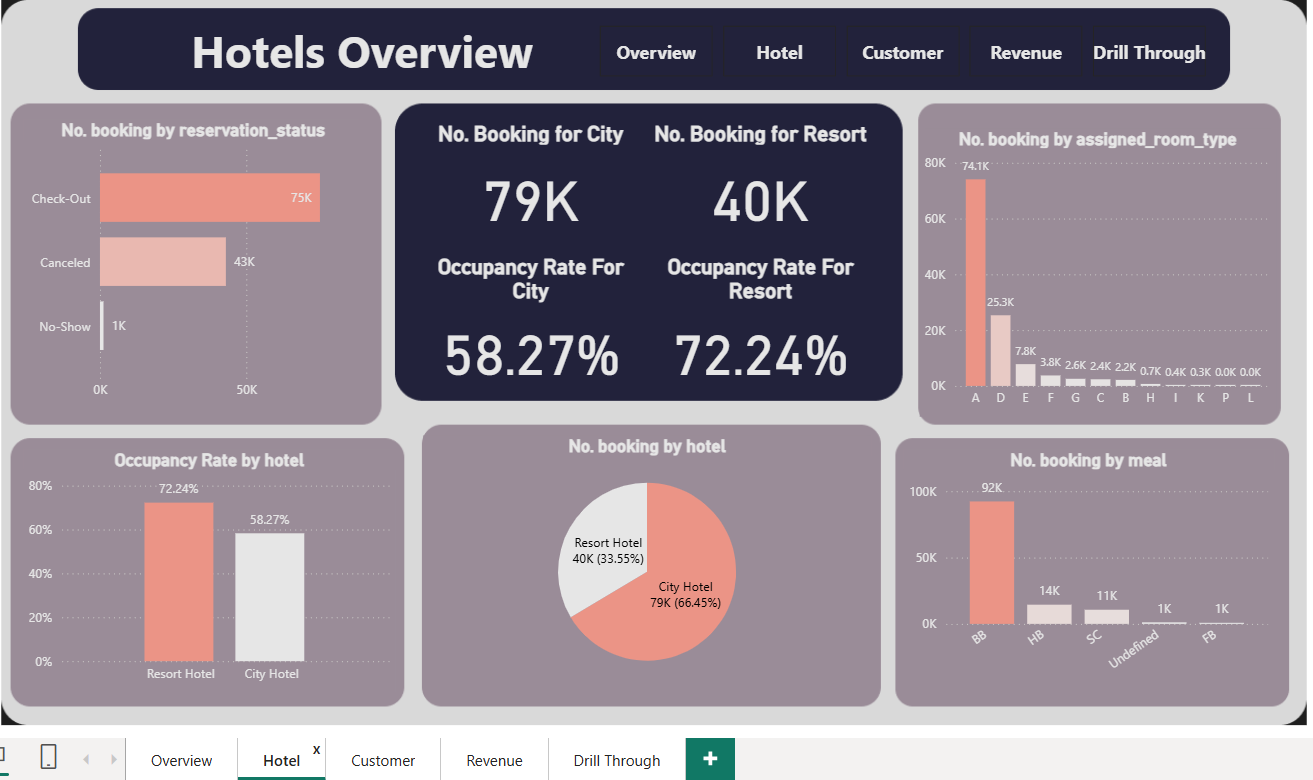 Hotels Overview
Overview
Hotel
Customer
Revenue
Drill Through
No. booking by reservation_status
Check-Out
75K
Canceled
43K
No-Show
1K
0K
50K
No. Booking for City
No. Booking for Resort
79K
40K
Occupancy Rate For
City
Occupancy Rate For
Resort
58.27%
72.24%
No. booking by assigned_room_type
80K
60K
40K
20K
0K
74.1K
25.3K
7.8K
3.8K
2.6K
2.4K
2.2K
0.7K
0.4K
0.3K
0.0K
0.0K
A
D
E
F
G
C
B
H
I
K
P
L
Occupancy Rate by hotel
80%
60%
40%
20%
0%
72.24%
58.27%
Resort Hotel
City Hotel
No. booking by hotel
Resort Hotel
40K (33.55%)
City Hotel
79K (66.45%)
No. booking by meal
100K
50K
0K
92K
14K
11K
1K
1K
BB
HB
SC
Undefined
FB
Overview
Hotel
x
Customer
Revenue
Drill Through
+